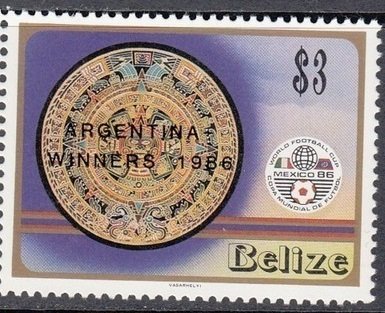 $3
ARGENTINA -
WINNERS 1986
WORLD FOOTBALL CUP
MEXICO 86
COPA MUNDIAL DE FUTBOL
Belize
VASARHELYI